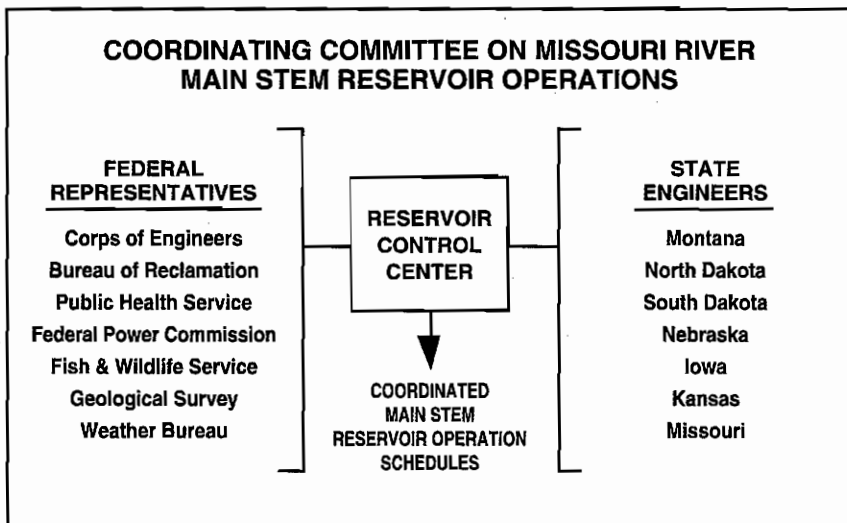 COORDINATING COMMITTEE ON MISSOURI RIVER
MAIN STEM RESERVOIR OPERATIONS
FEDERAL
REPRESENTATIVES
Corps of Engineers
Bureau of Reclamation
Public Health Service
Federal Power Commission
Fish & Wildlife Service
Geological Survey
Weather Bureau
RESERVOIR
CONTROL
CENTER
COORDINATED
MAIN STEM
RESERVOIR OPERATION
SCHEDULES
STATE
ENGINEERS
Montana
North Dakota
South Dakota
Nebraska
Iowa
Kansas
Missouri